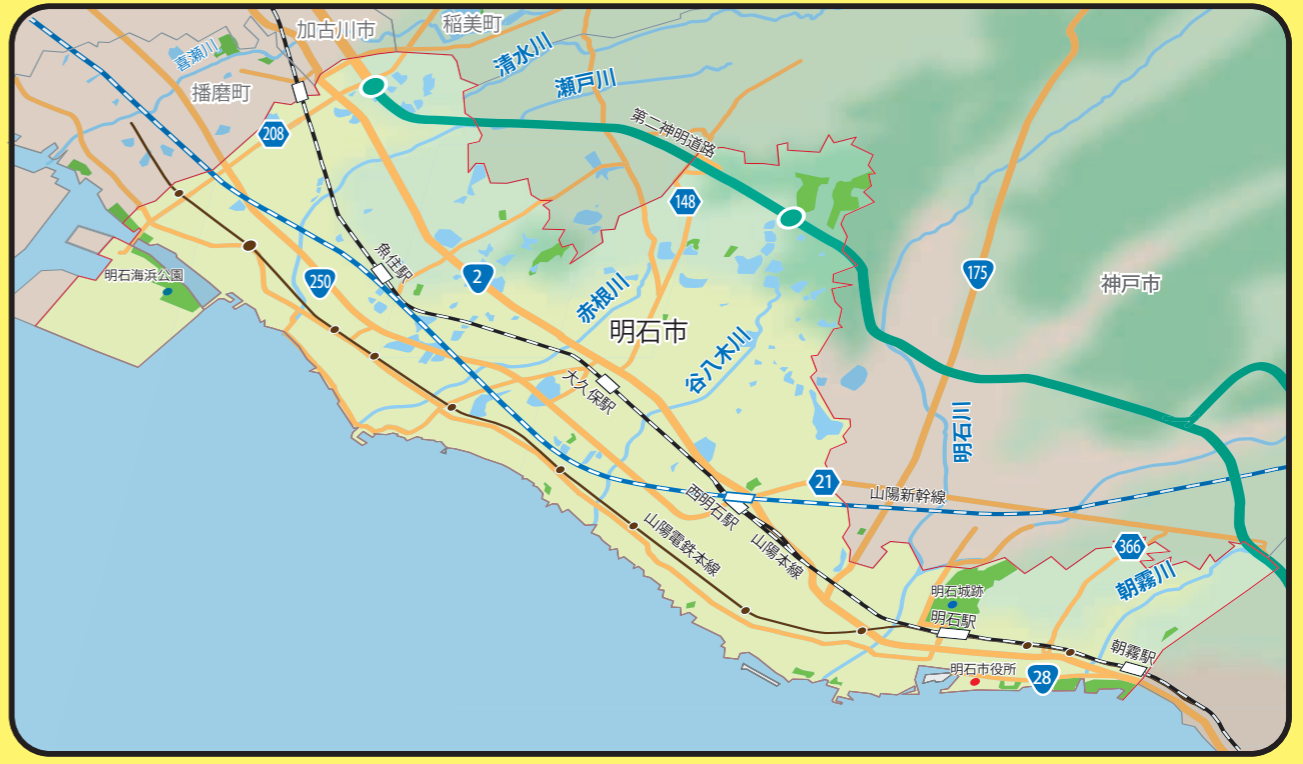 加古川市
稲美町
清水川
喜瀬川
瀬戸川
播磨町
208
第二神明道路
148
魚住駅
明石海浜公園
250
2
175
神戸市
赤根川
明石市
谷八木川
大久保駅
明石川
21
山陽新幹線
西明石駅
山陽電鉄本線
山陽本線
366
朝霧川
明石城跡
明石駅
朝霧駅
明石市役所
28